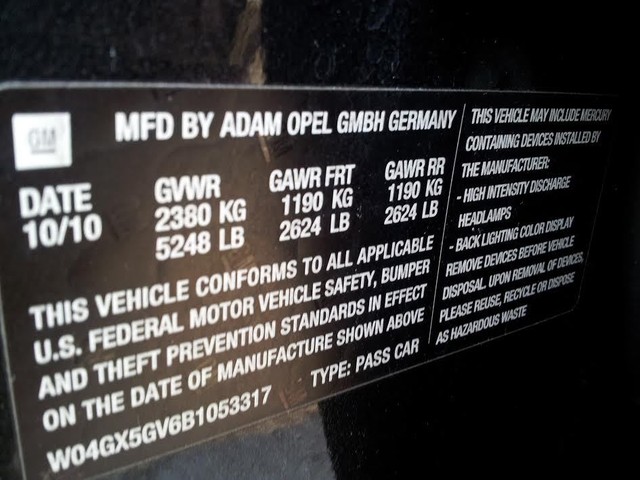 GM
MFD BY ADAM OPEL GMBH GERMANY
DATE
10/10
GVWR
2380 KG
5248 LB
GAWR FRT
1190 KG
2624 LB
GAWR RR
1190 KG
2624 LB
THIS VEHICLE CONFORMS TO ALL APPLICABLE
U.S. FEDERAL MOTOR VEHICLE SAFETY, BUMPER
AND THEFT PREVENTION STANDARDS IN EFFECT
ON THE DATE OF MANUFACTURE SHOWN ABOVE
W04GX5GV6B1053317
TYPE: PASS CAR
THIS VEHICLE MAY INCLUDE MERCURY
CONTAINING DEVICES INSTALLED BY
THE MANUFACTURER:
- HIGH INTENSITY DISCHARGE
HEADLAMPS
- BACK LIGHTING COLOR DISPLAY
REMOVE DEVICES BEFORE VEHICLE
DISPOSAL. UPON REMOVAL OF DEVICES,
PLEASE REUSE, RECYCLE OR DISPOSE
AS HAZARDOUS WASTE